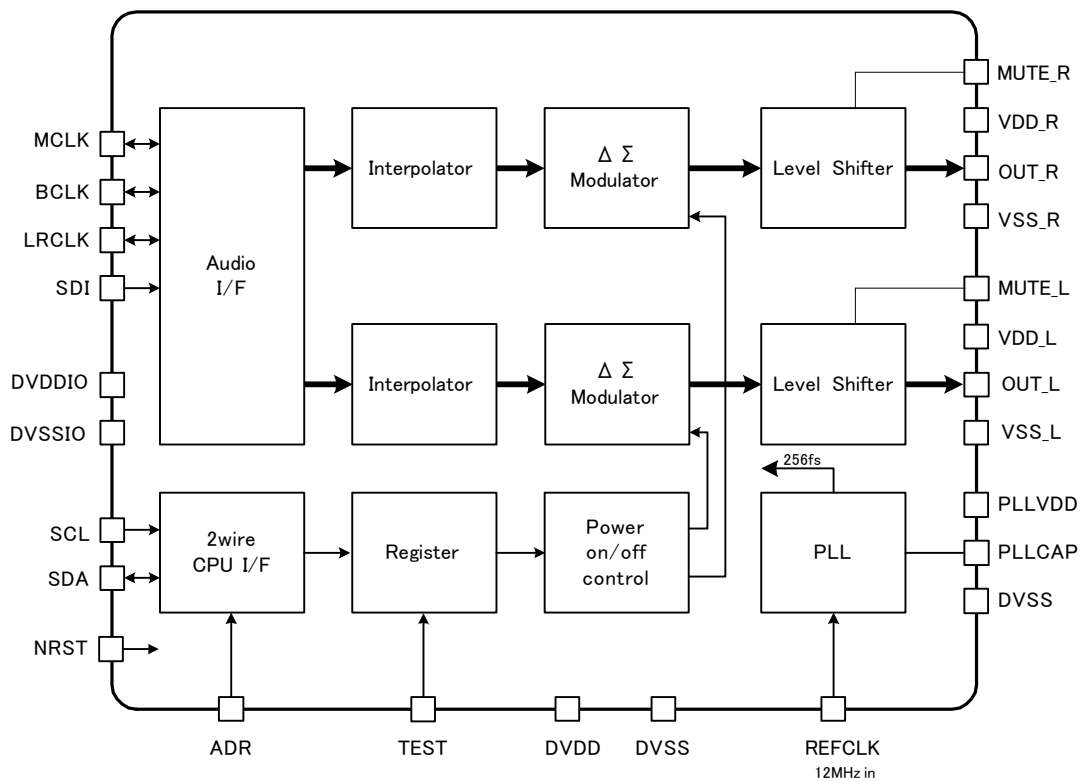 MUTE_R
VDD_R
OUT_R
VSS_R
MUTE_L
VDD_L
OUT_L
VSS_L
PLLVDD
PLLCAP
DVSS
MCLK
BCLK
LRCLK
SDI
DVDDIO
DVSSIO
SCL
SDA
NRST
Audio
I/F
Interpolator
Δ Σ
Modulator
Level Shifter
Interpolator
Δ Σ
Modulator
Level Shifter
256fs
2wire
CPU I/F
Register
Power
on/off
control
PLL
ADR
TEST
DVDD
DVSS
REFCLK
12MHz in